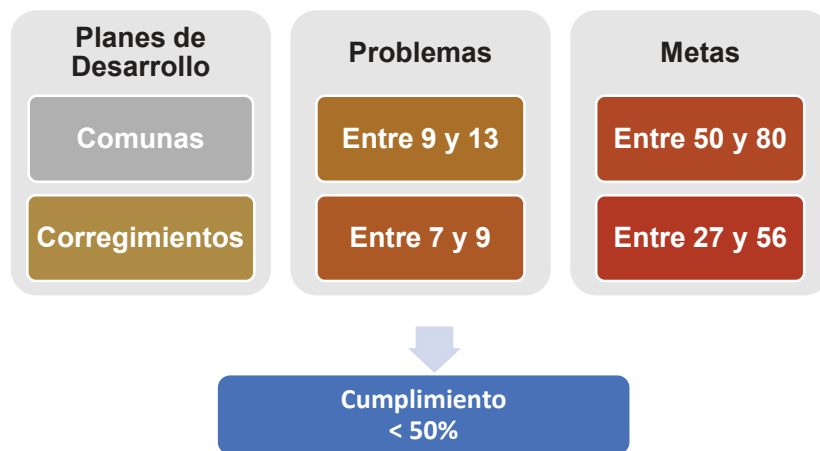 Planes de
Desarrollo
Comunas
Corregimientos
Problemas
Entre 9 y 13
Entre 7 y 9
Metas
Entre 50 y 80
Entre 27 y 56
Cumplimiento
< 50%